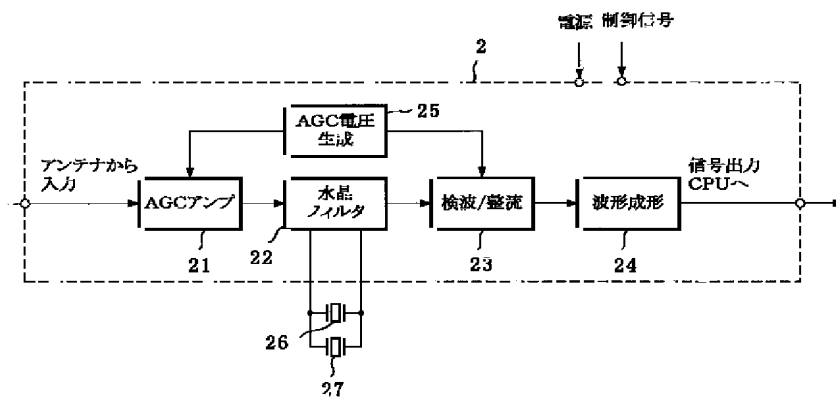 電源 制御信号
2
AGC電圧
生成
25
アンテナから
入力
AGCアンプ
21
水晶
フィルタ
22
検波/整流
23
波形成形
24
信号出力
CPUへ
26
27